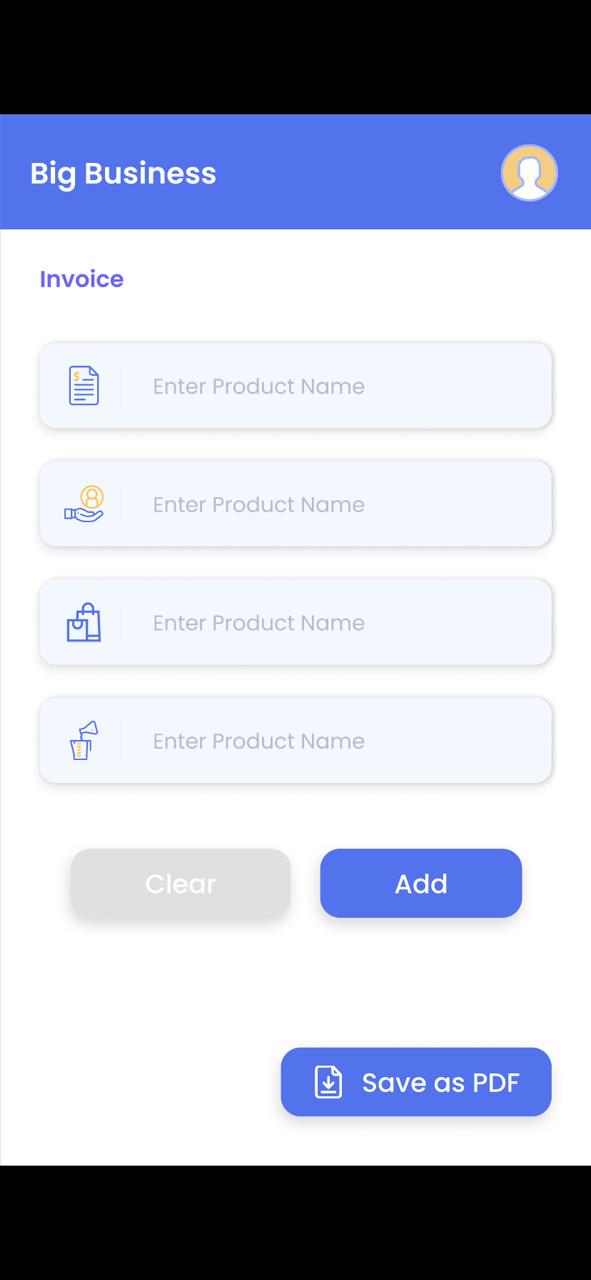 Big Business
Invoice
$
Enter Product Name
Enter Product Name
Enter Product Name
Enter Product Name
Clear Add
Save as PDF